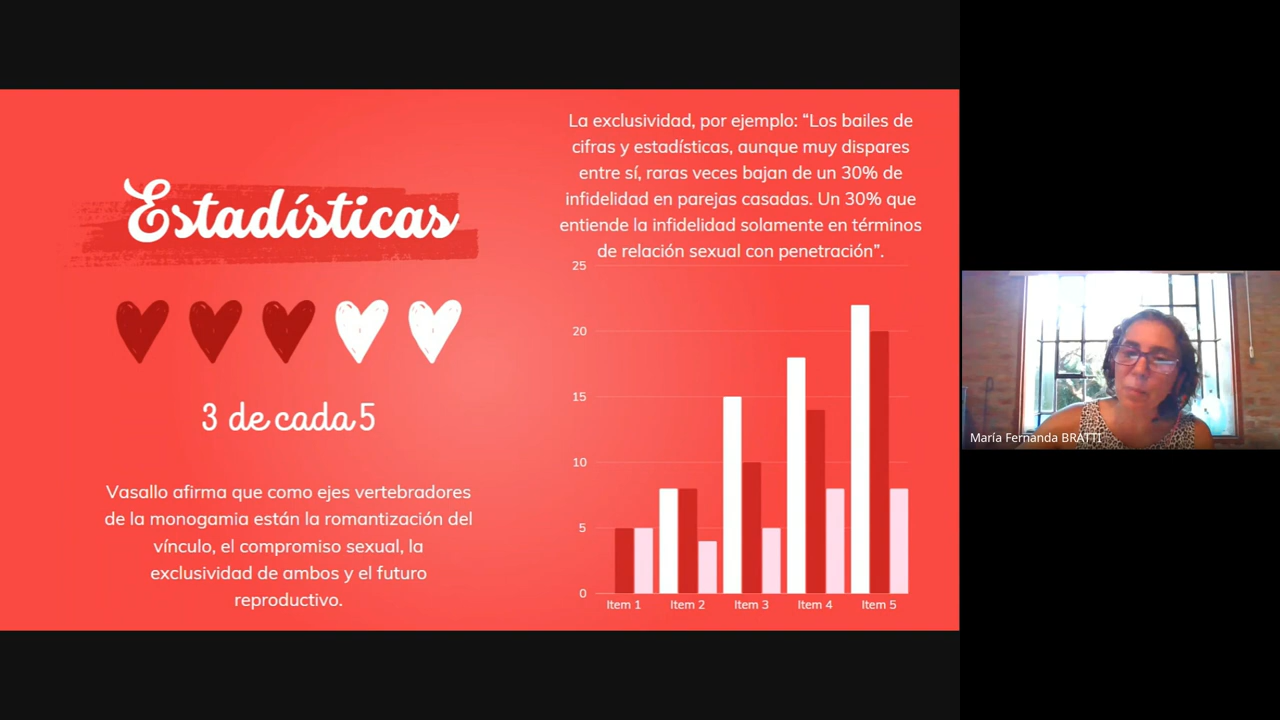 Estadísticas
3 de cada 5
Vasallo afirma que como ejes vertebradores
de la monogamia están la romantización del
vínculo, el compromiso sexual, la
exclusividad de ambos y el futuro
reproductivo.
La exclusividad, por ejemplo: “Los bailes de
cifras y estadísticas, aunque muy dispares
entre sí, raras veces bajan de un 30% de
infidelidad en parejas casadas. Un 30% que
entiende la infidelidad solamente en términos
de relación sexual con penetración”.
25
20
15
10
5
0
Item 1 Item 2 Item 3 Item 4 Item 5
María Fernanda BRATTI